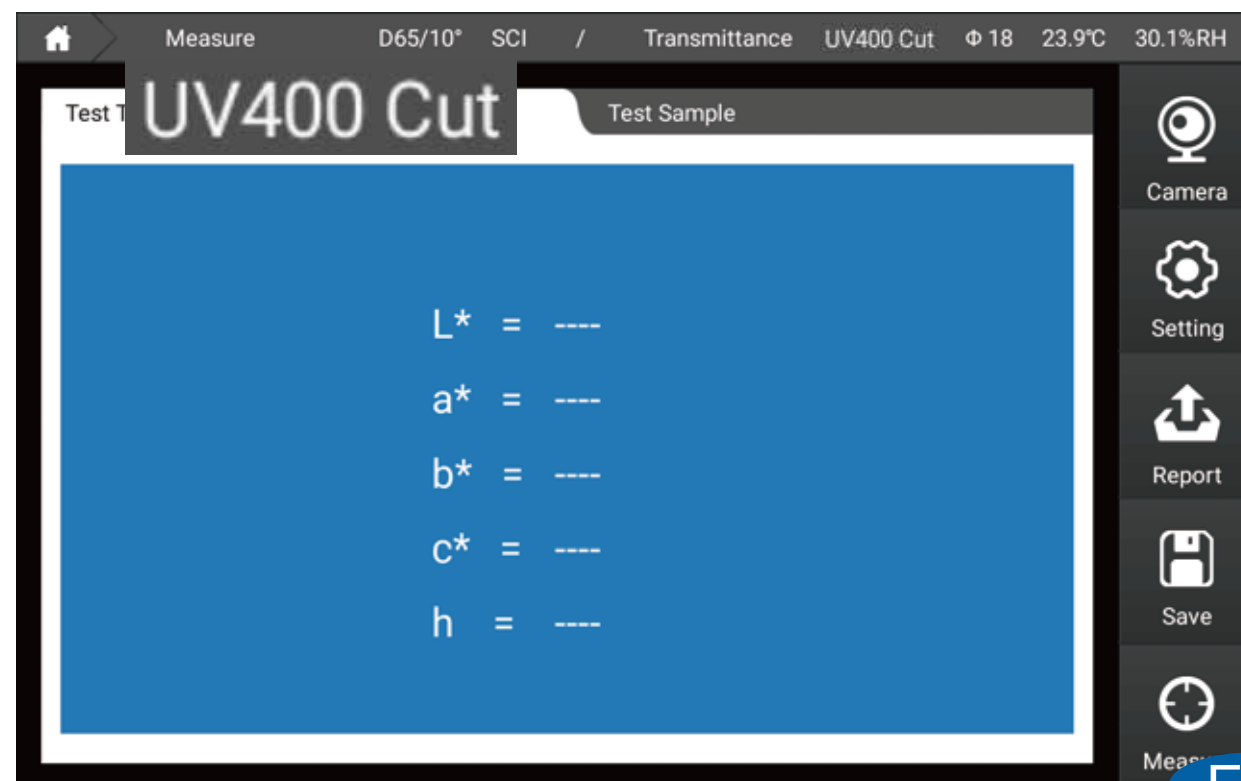 Measure D65/10° SCI / Transmittance UV400 Cut Φ 18 23.9℃ 30.1%RH
UV400 Cut
Test Test Sample
L* = ----
a* = ----
b* = ----
c* = ----
h = ----
Camera
Setting
Report
Save